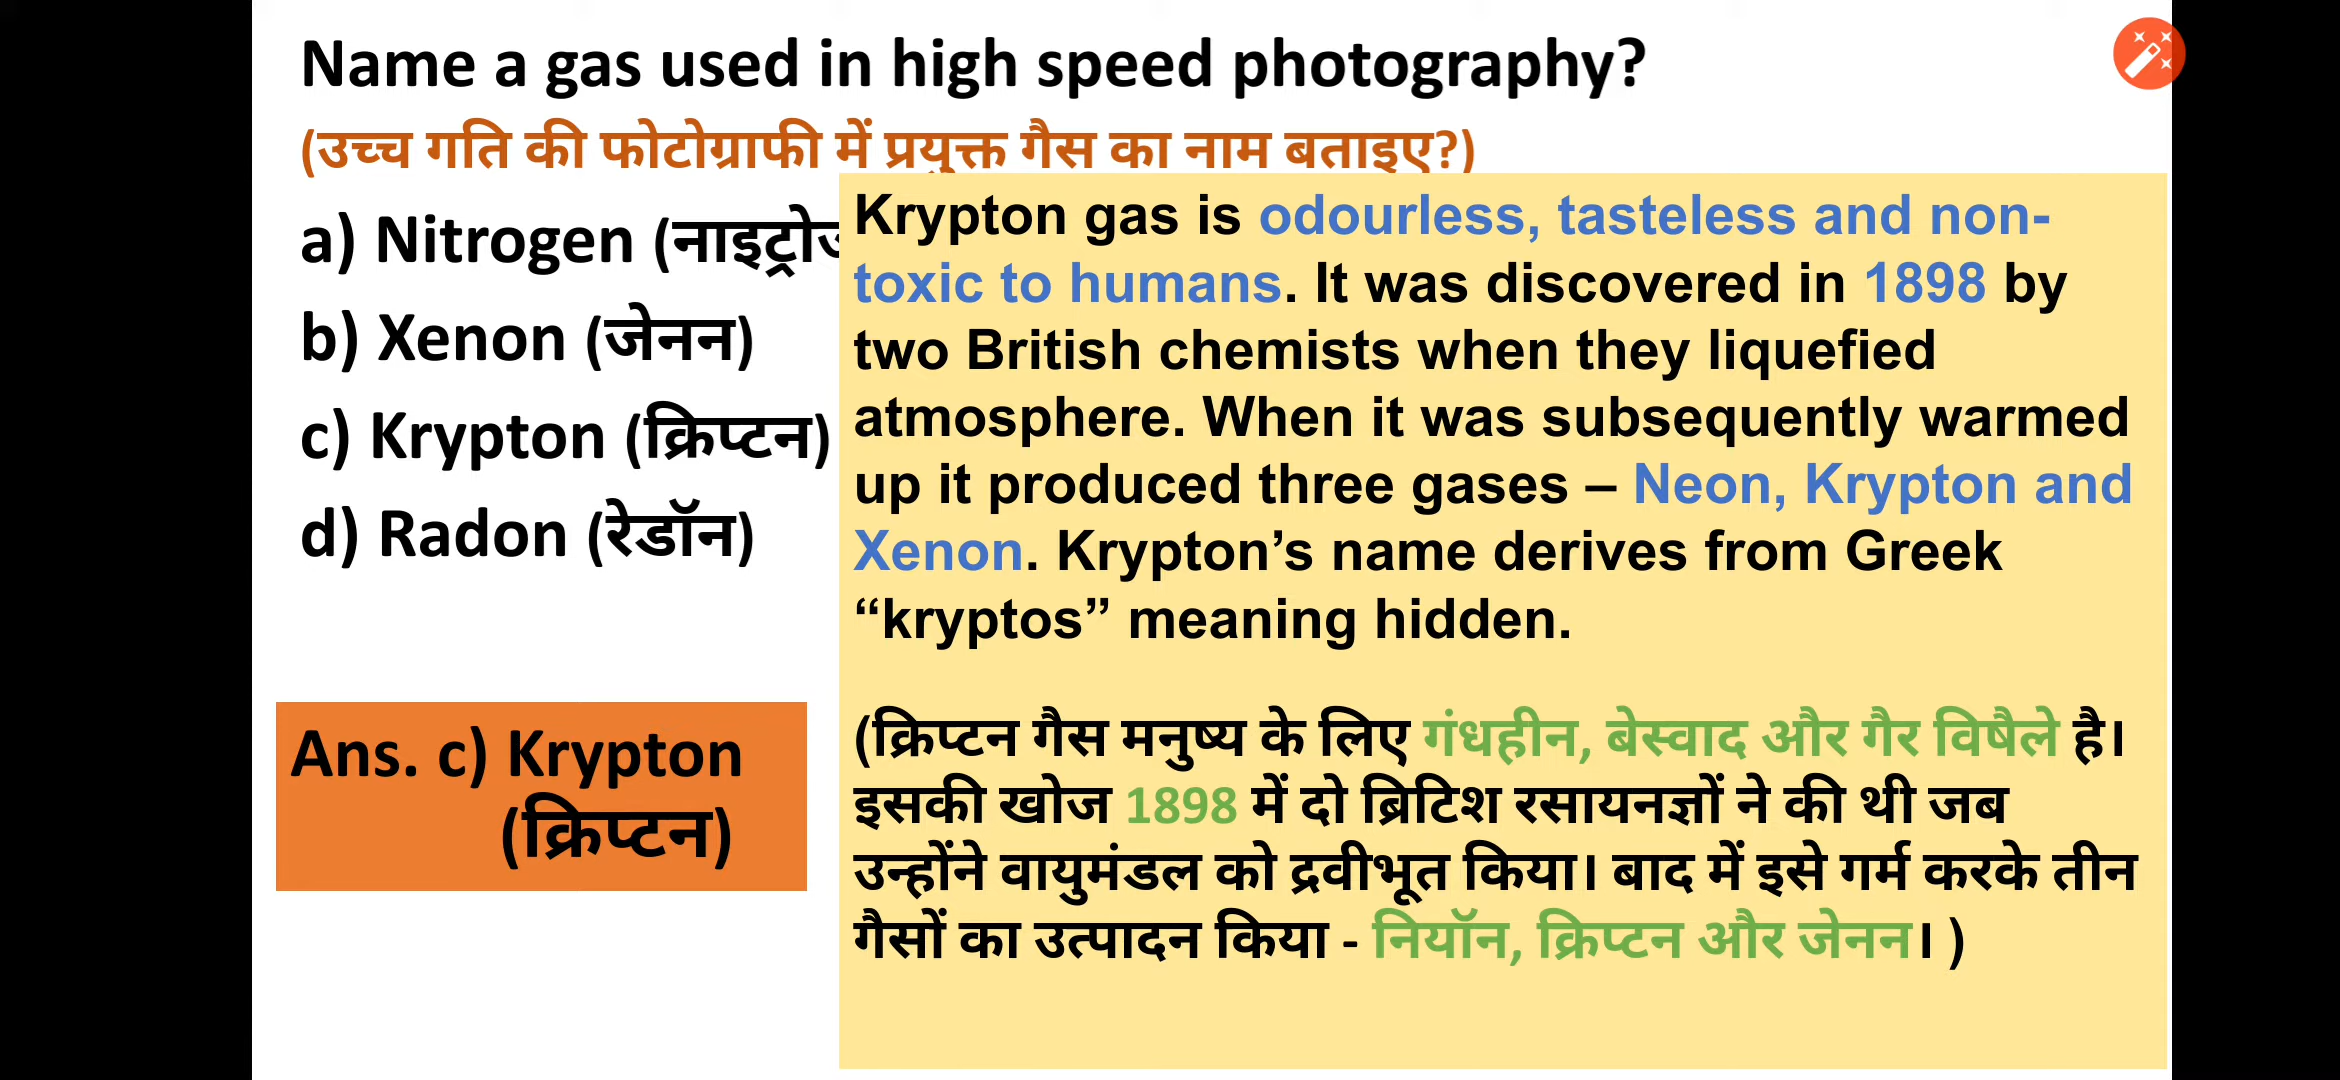 Name a gas used in high speed photography?
(उच्च गति की फोटोग्राफी में प्रयुक्त गैस का नाम बताइए?)
a) Nitrogen
b) Xenon (जेनन)
c) Krypton (क्रिप्टन)
d) Radon (रेडॉन)
Ans. c) Krypton
(क्रिप्टन)
Krypton gas is odourless, tasteless and non-
toxic to humans. It was discovered in 1898 by
two British chemists when they liquefied
atmosphere. When it was subsequently warmed
up it produced three gases – Neon, Krypton and
Xenon. Krypton’s name derives from Greek
“kryptos” meaning hidden.
(क्रिप्टन गैस मनुष्य के लिए गंधहीन, बेस्वाद और गैर विषैले है।
इसकी खोज 1898 में दो ब्रिटिश रसायनज्ञों ने की थी जब
उन्होंने वायुमंडल को द्रवीभूत किया। बाद में इसे गर्म करके तीन
गैसों का उत्पादन किया - नियॉन, क्रिप्टन और जेनन। )